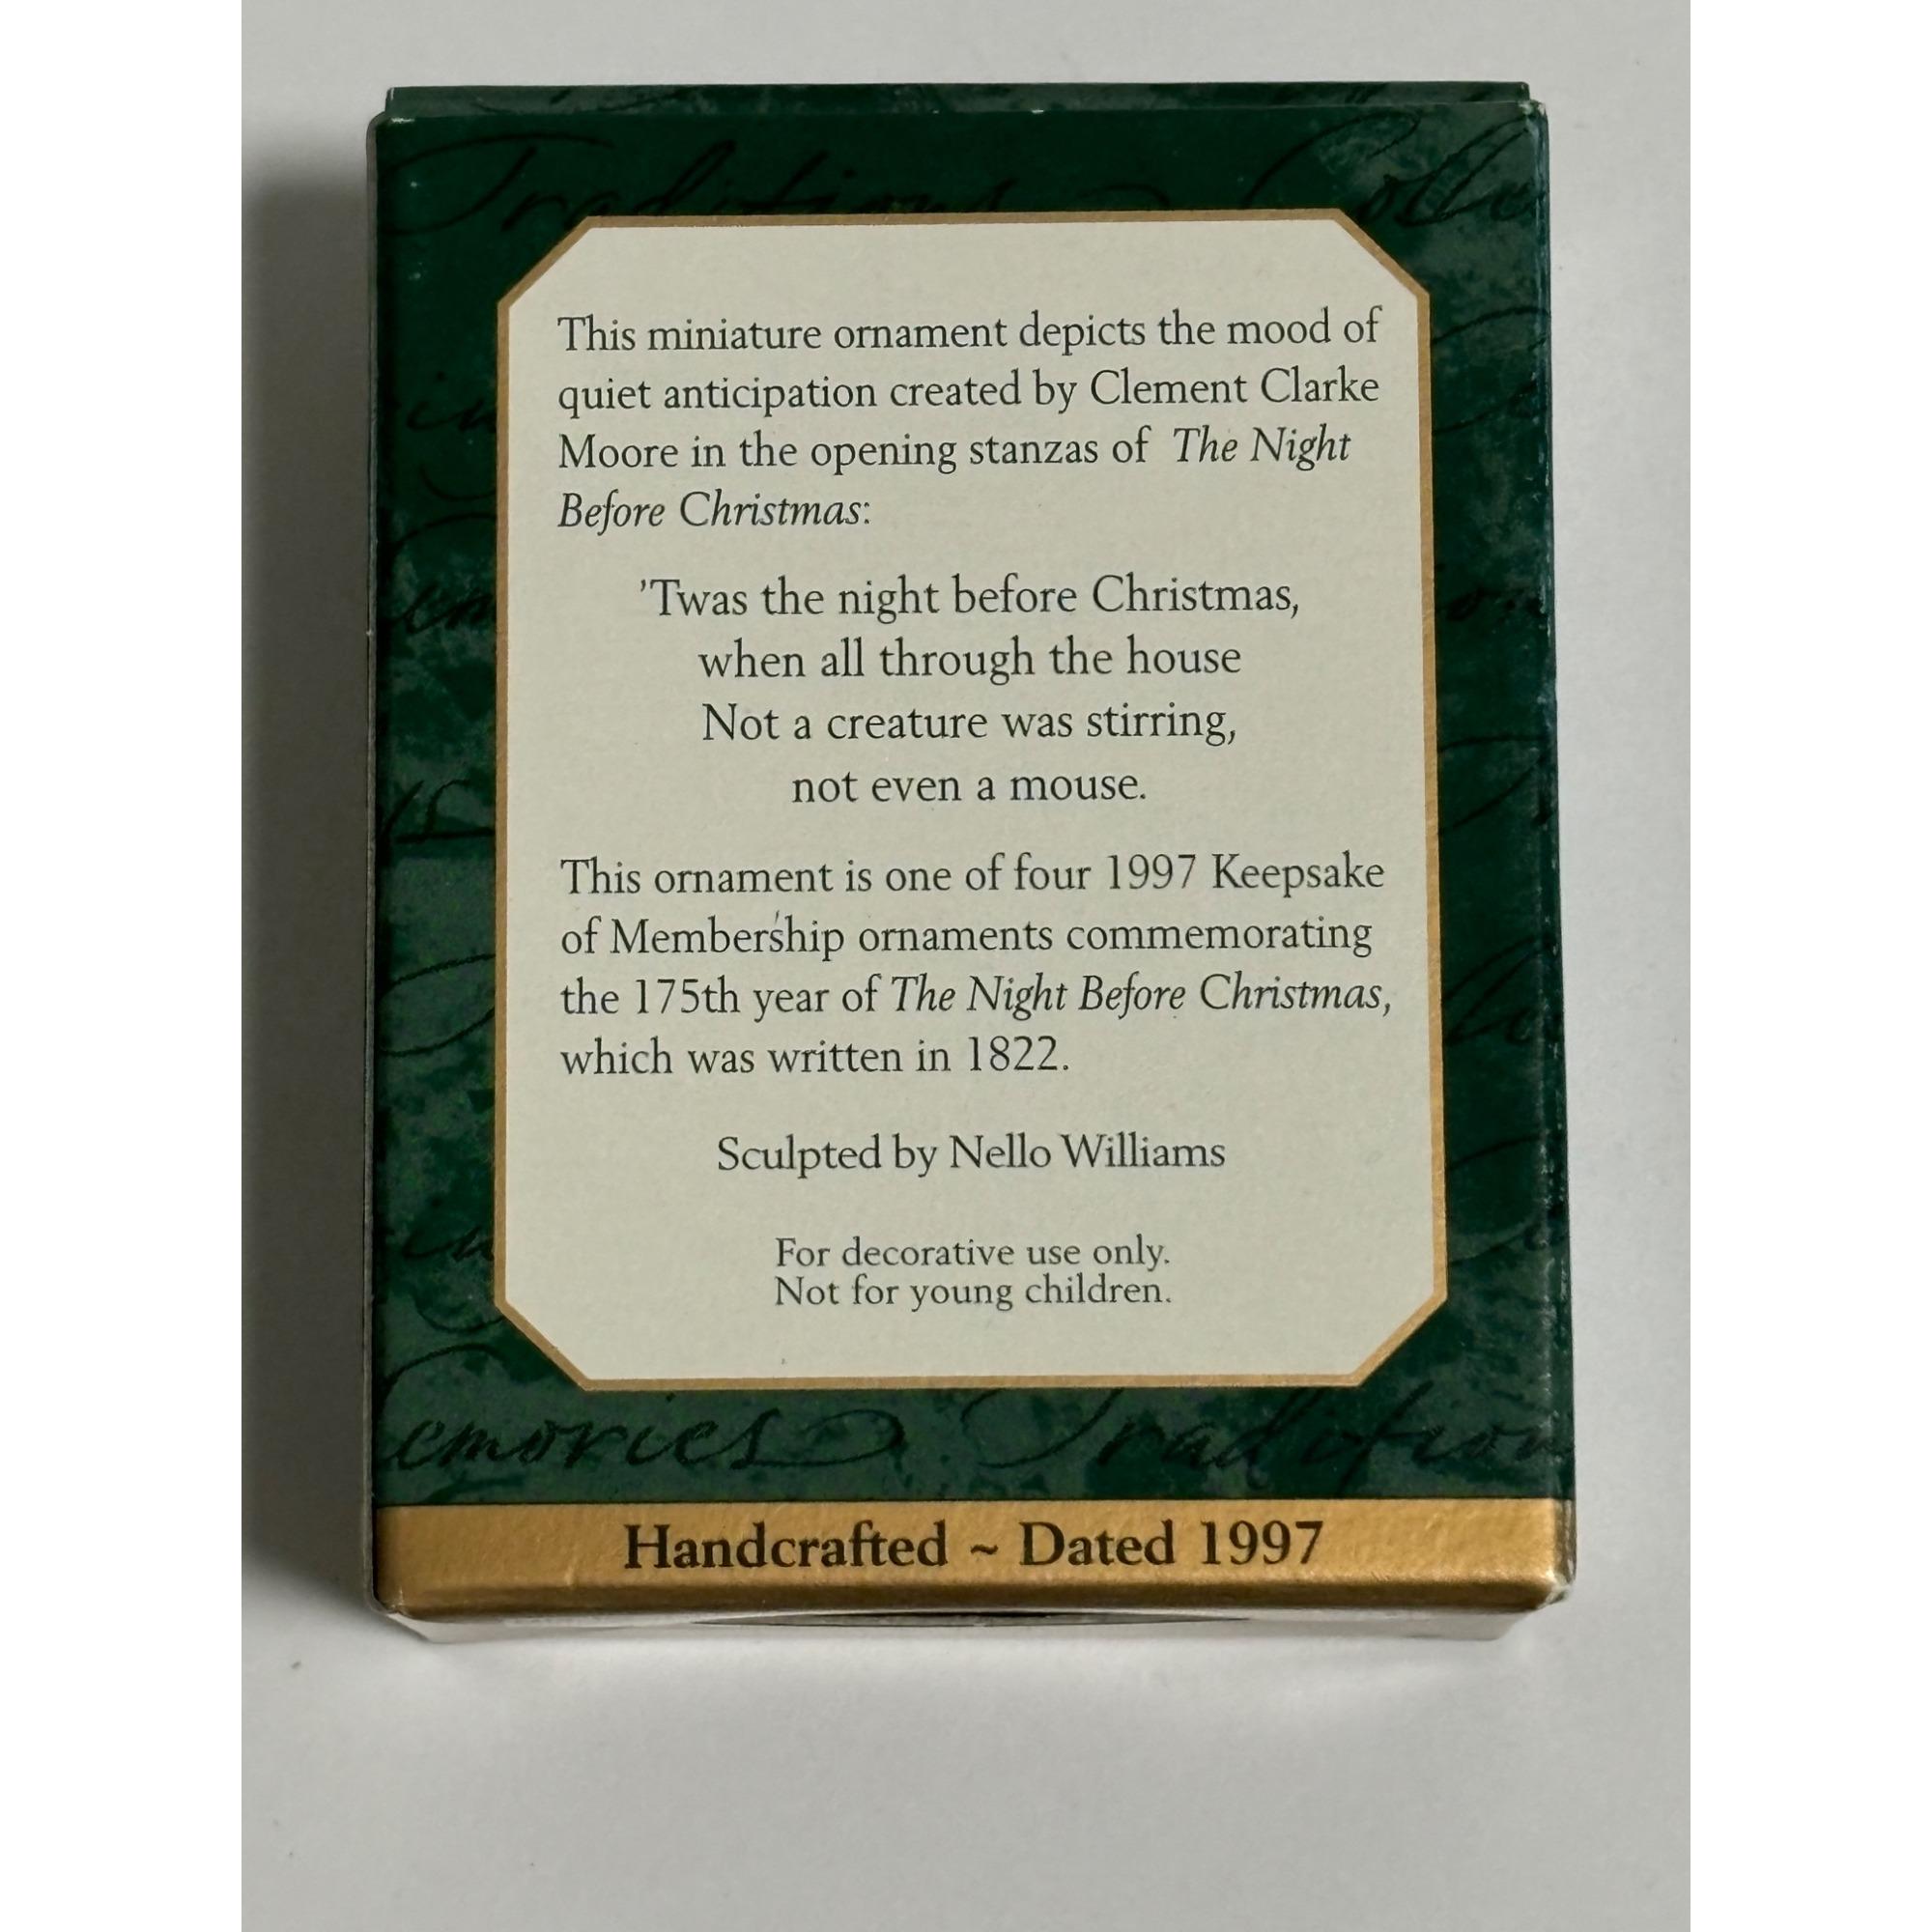 Traditions Colle
This miniature ornament depicts the mood of
quiet anticipation created by Clement Clarke
Moore in the opening stanzas of The Night
Before Christmas:
'Twas the night before Christmas,
when all through the house
Not a creature was stirring,
not even a mouse.
This ornament is one of four 1997 Keepsake
of Membership ornaments commemorating
the 175th year of The Night Before Christmas,
which was written in 1822.
Sculpted by Nello Williams
For decorative use only.
Not for young children.
emories Tradition
Handcrafted ~ Dated 1997